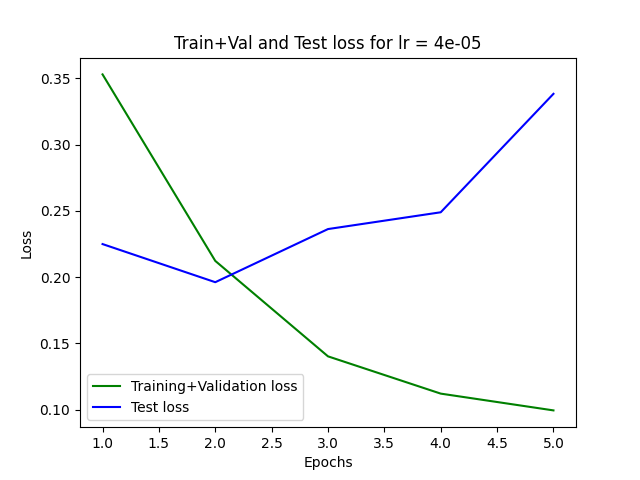 Train+Val and Test loss for lr = 4e-05
Loss
0.35
0.30
0.25
0.20
0.15
0.10
Training+Validation loss
Test loss
1.0 1.5 2.0 2.5 3.0 3.5 4.0 4.5 5.0
Epochs